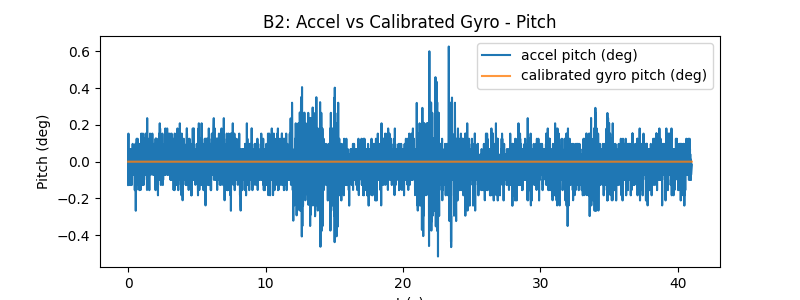 B2: Accel vs Calibrated Gyro - Pitch
accel pitch (deg)
calibrated gyro pitch (deg)
Pitch (deg)
0.6
0.4
0.2
0.0
−0.2
−0.4
0 10 20 30 40